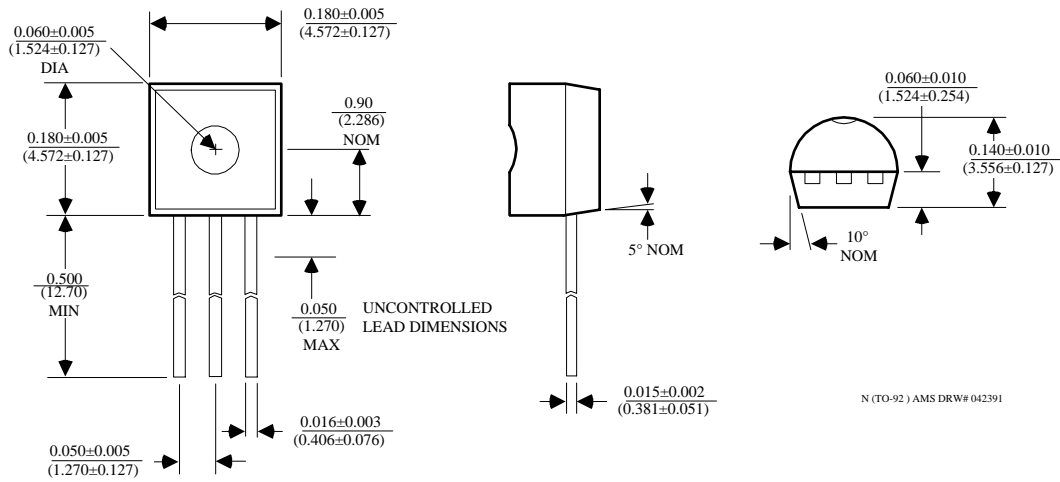 0.060±0.005
(1.524±0.127)
DIA
0.180±0.005
(4.572±0.127)
0.180±0.005
(4.572±0.127)
0.90
(2.286)
NOM
0.500
(12.70)
MIN
0.050
(1.270)
MAX
UNCONTROLLED
LEAD DIMENSIONS
0.016±0.003
(0.406±0.076)
0.050±0.005
(1.270±0.127)
5° NOM
0.015±0.002
(0.381±0.051)
0.060±0.010
(1.524±0.254)
0.140±0.010
(3.556±0.127)
10°
NOM
N (TO-92 ) AMS DRW# 042391